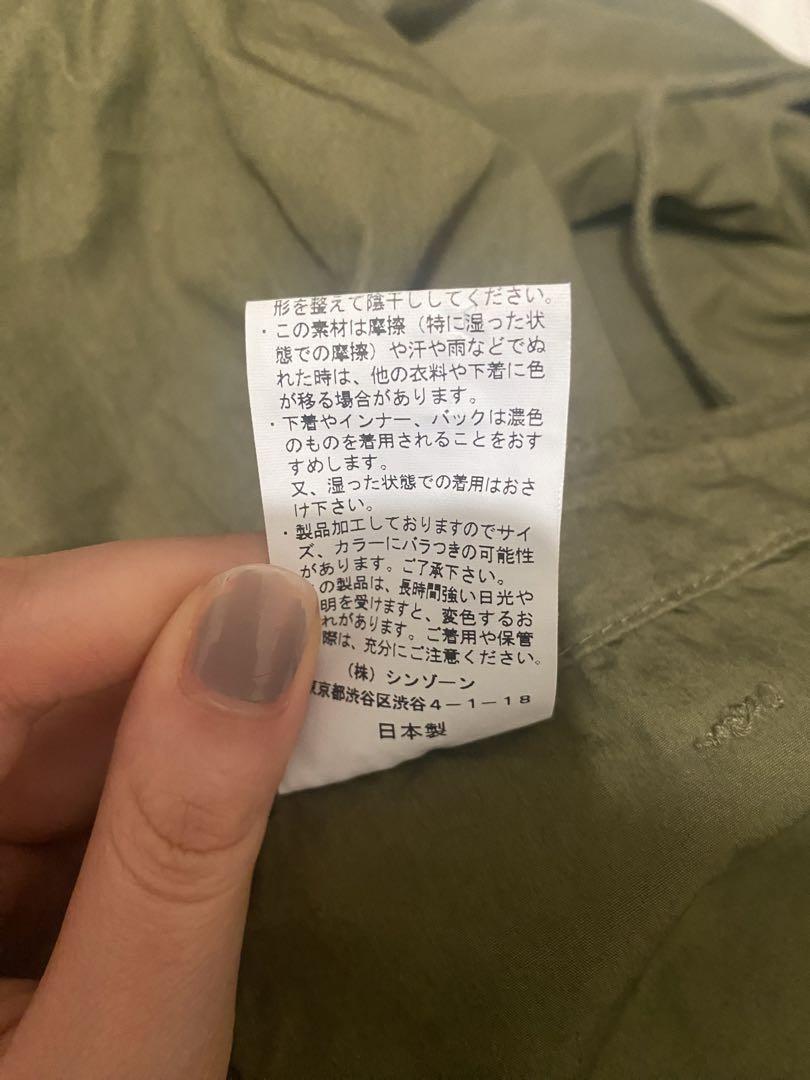 形を整えて陰干ししてください。
・この素材は摩擦（特に湿った状
態での摩擦）や汗や雨などでぬ
れた時は、他の衣料や下着に色
が移る場合があります。
・下着やインナー、バックは濃色
のものを着用されることをおす
すめします。
又、湿った状態での着用はおさ
け下さい。
・製品加工しておりますのでサイ
ズ、カラーにバラつきの可能性
があります。ご了承下さい。
の製品は、長時間強い日光や
明を受けますと、変色するお
れがあります。ご着用や保管
際は、充分にご注意ください。
（株）シンゾーン
東京都渋谷区渋谷４－１－１８
日本製